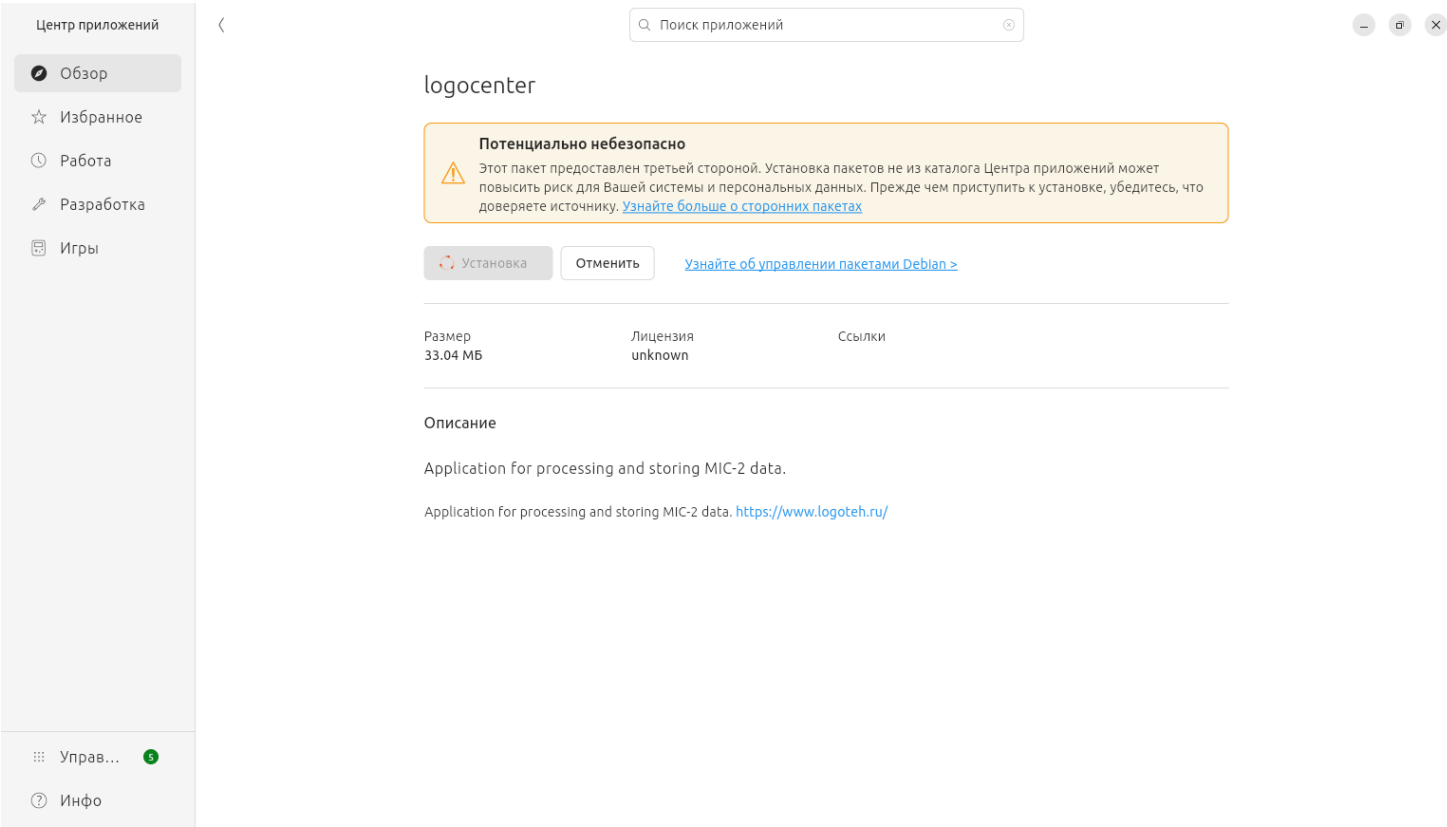 Центр приложений
Поиск приложений
Обзор
Избранное
Работа
Разработка
Игры
logocenter
Потенциально небезопасно
Этот пакет предоставлен третьей стороной. Установка пакетов не из каталога Центра приложений может
повысить риск для Вашей системы и персональных данных. Прежде чем приступить к установке, убедитесь, что
доверяете источнику. Узнайте больше о сторонних пакетах
Установка
Отменить
Узнайте об управлении пакетами Debian >
Размер
33.04 МБ
Лицензия
unknown
Ссылки
Описание
Application for processing and storing MIC-2 data.
Application for processing and storing MIC-2 data. https://www.logoteh.ru/
Управ... 5
Инфо